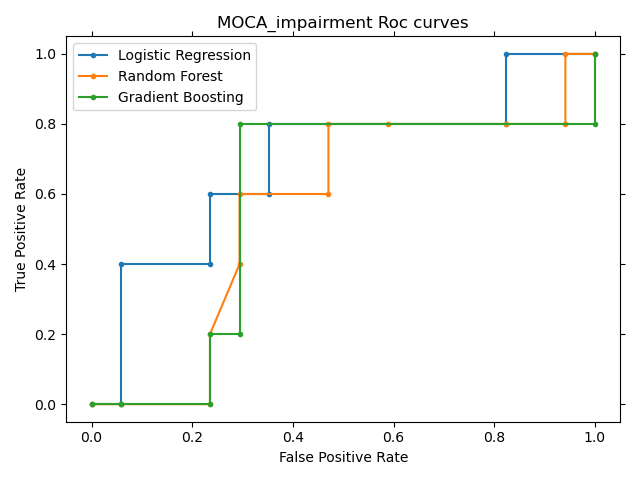 MOCA_impairment Roc curves
Logistic Regression
Random Forest
Gradient Boosting
True Positive Rate
1.0
0.8
0.6
0.4
0.2
0.0
0.0 0.2 0.4 0.6 0.8 1.0
False Positive Rate